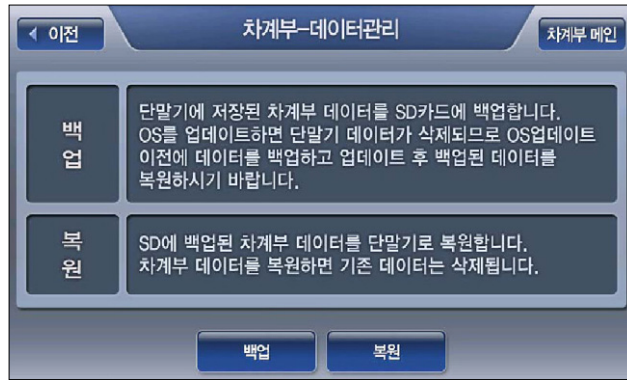 이전
차계부-데이터관리
차계부 메인
백
업
단말기에 저장된 차계부 데이터를 SD카드에 백업합니다.
OS를 업데이트하면 단말기 데이터가 삭제되므로 OS업데이트
이전에 데이터를 백업하고 업데이트 후 백업된 데이터를
복원하시기 바랍니다.
복
원
SD에 백업된 차계부 데이터를 단말기로 복원합니다.
차계부 데이터를 복원하면 기존 데이터는 삭제됩니다.
백업
복원